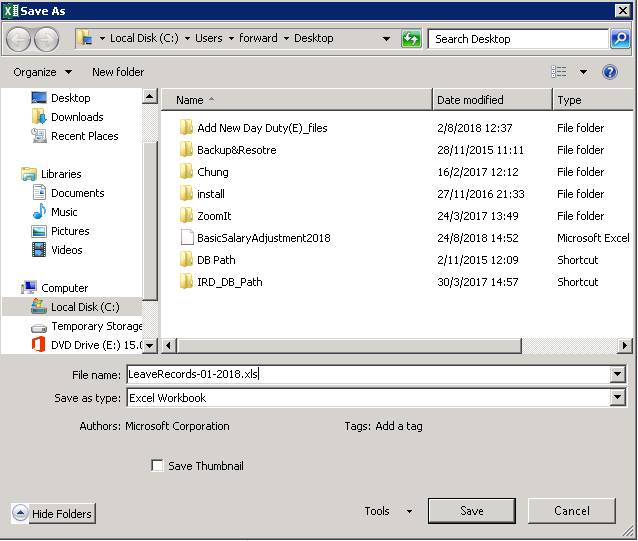 Save As
Local Disk (C:) Users forward Desktop Search Desktop
Organize New folder
Name Date modified Type
Desktop
Downloads
Recent Places
Libraries
Documents
Music
Pictures
Videos
Computer
Local Disk (C:)
Temporary Storage
DVD Drive (E:) 15.0
Add New Day Duty(E)_files 2/8/2018 12:37 File folder
Backup&Resotre 28/11/2015 11:11 File folder
Chung 16/2/2017 12:12 File folder
install 27/11/2016 21:33 File folder
ZoomIt 24/3/2017 13:49 File folder
BasicSalaryAdjustment2018 24/8/2018 14:52 Microsoft Excel
DB Path 2/11/2015 12:09 Shortcut
IRD_DB_Path 30/3/2017 14:57 Shortcut
File name: LeaveRecords-01-2018.xls
Save as type: Excel Workbook
Authors: Microsoft Corporation Tags: Add a tag
Save Thumbnail
Hide Folders Tools Save Cancel